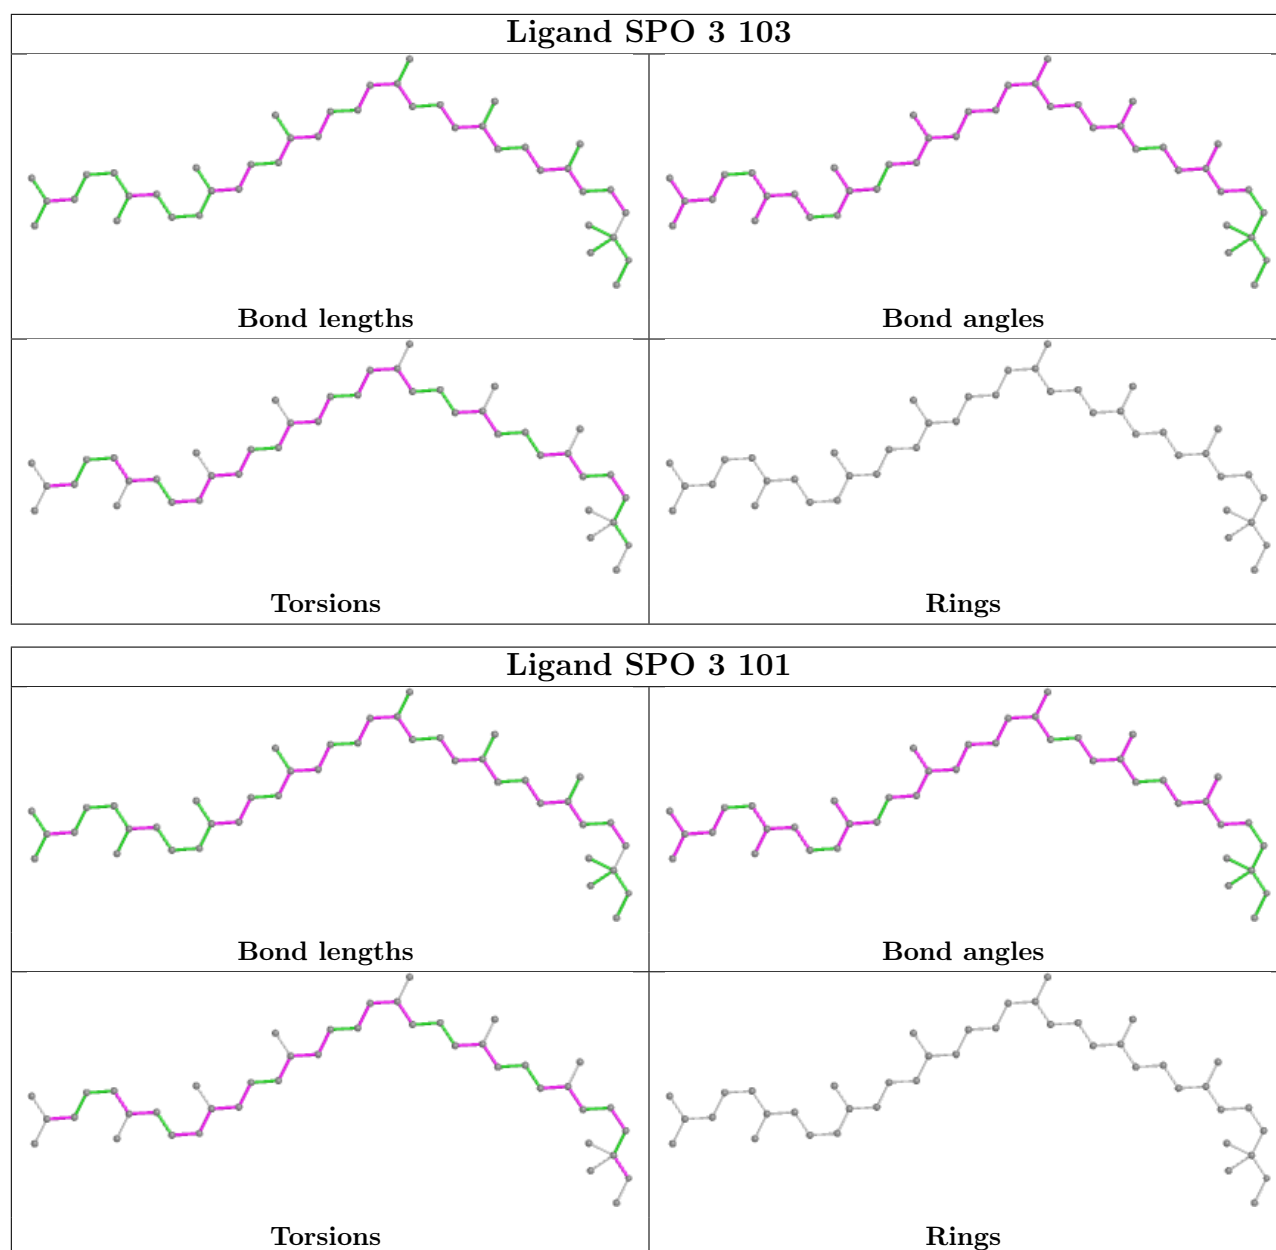 Ligand SPO 3 103
Bond lengths
Bond angles
Torsions
Rings
Ligand SPO 3 101
Bond lengths
Bond angles
Torsions
Rings